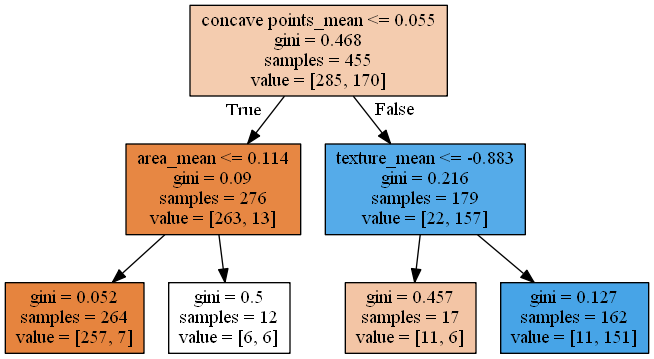 concave points_mean <= 0.055
gini = 0.468
samples = 455
value = [285, 170]
True
False
area_mean <= 0.114
gini = 0.09
samples = 276
value = [263, 13]
texture_mean <= -0.883
gini = 0.216
samples = 179
value = [22, 157]
gini = 0.052
samples = 264
value = [257, 7]
gini = 0.5
samples = 12
value = [6, 6]
gini = 0.457
samples = 17
value = [11, 6]
gini = 0.127
samples = 162
value = [11, 151]